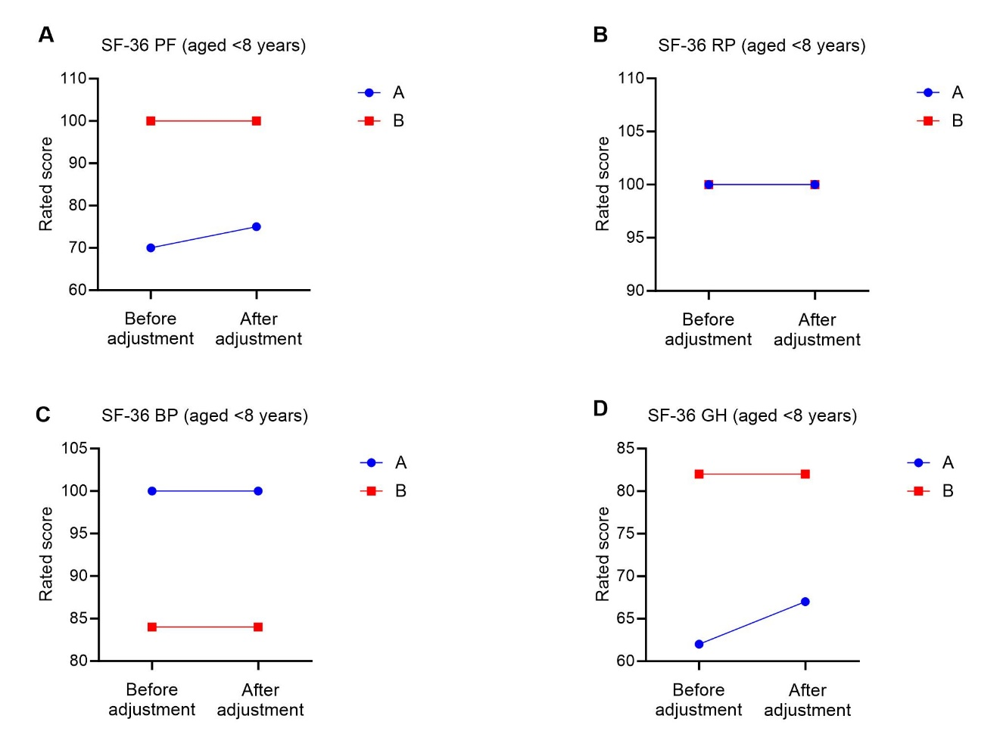 A
SF-36 PF (aged <8 years)
110
100
90
80
70
60
Rated score
Before
adjustment
After
adjustment
A
B
B
SF-36 RP (aged <8 years)
110
105
100
95
90
Rated score
Before
adjustment
After
adjustment
A
B
C
SF-36 BP (aged <8 years)
105
100
95
90
85
80
Rated score
Before
adjustment
After
adjustment
A
B
D
SF-36 GH (aged <8 years)
85
80
75
70
65
60
Rated score
Before
adjustment
After
adjustment
A
B